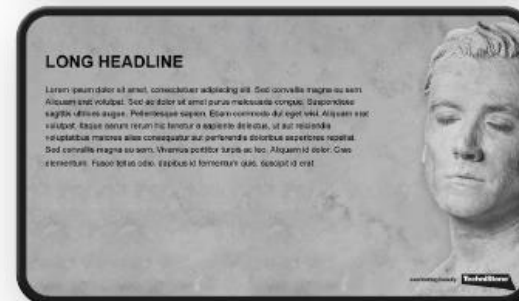 LONG HEADLINE
Lorem ipsum dolor sit amet, consectetuer adipiscing elit. Sed convallis magna eu sem.
Aliquam erat volutpat. Sed ac dolor sit amet purus malesuada congue. Suspendisse
sagittis ultrices augue. Pellentesque sapien. Etiam commodo dui eget wisi. Aliquam erat
volutpat. Itaque earum rerum hic tenetur a sapiente delectus, ut aut reiciendis
voluptatibus maiores alias consequatur aut perferendis doloribus asperiores repellat.
Sed convallis magna eu sem. Vivamus porttitor turpis ac leo. Aliquam id dolor. Cras
elementum. Fusce tellus odio, dapibus id fermentum quis, suscipit id erat.
everlasting beauty TechniStone